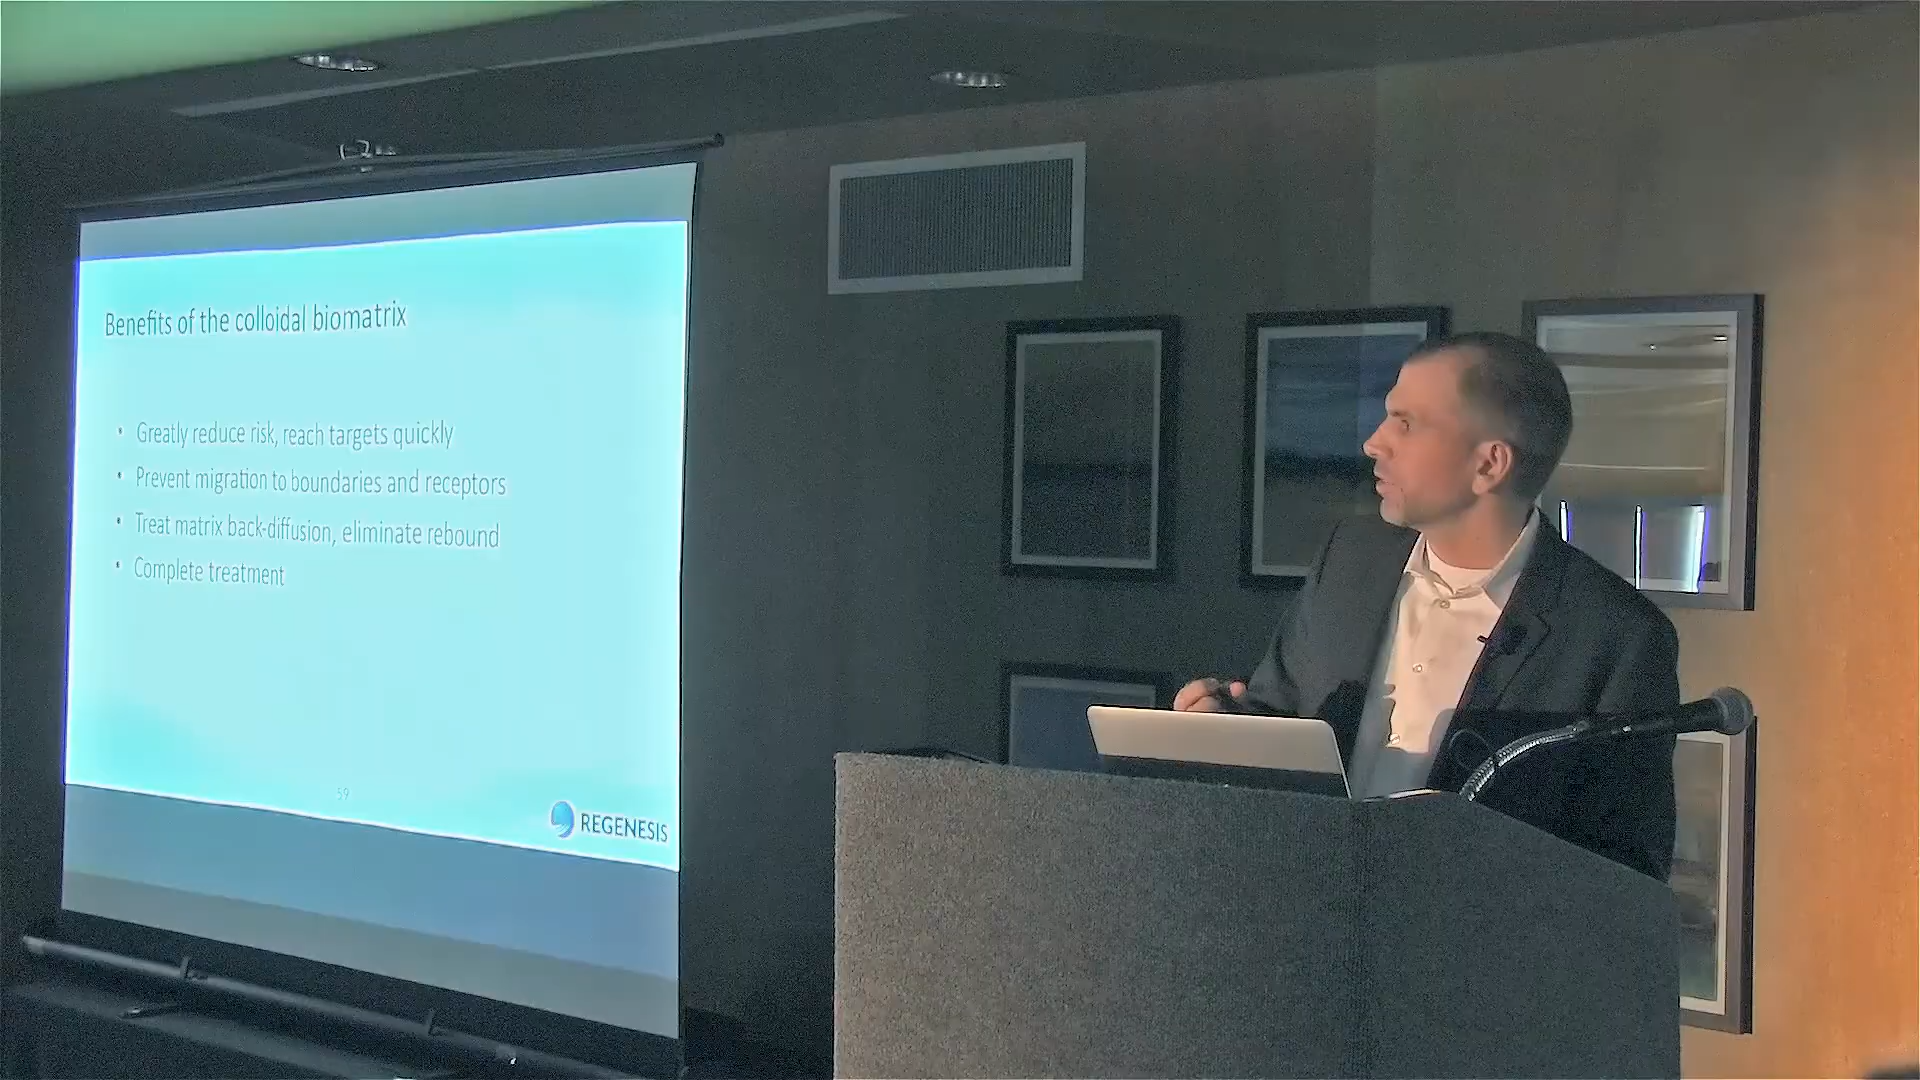 Benefits of the colloidal biomatrix
• Greatly reduce risk, reach targets quickly
• Prevent migration to boundaries and receptors
• Treat matrix back-diffusion, eliminate rebound
• Complete treatment
59
REGENESIS